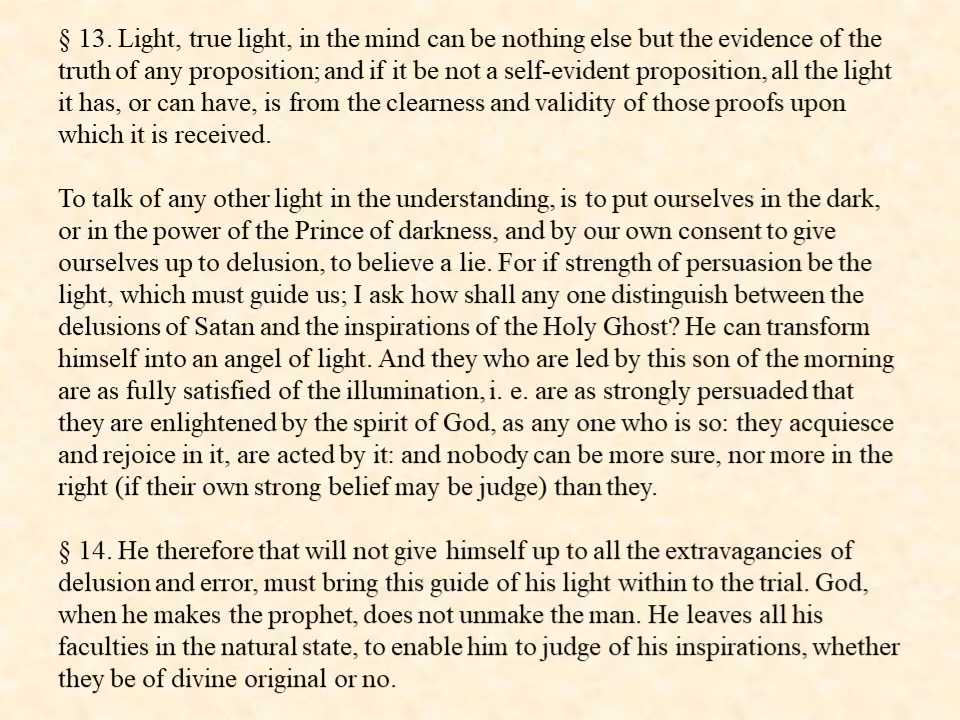 § 13. Light, true light, in the mind can be nothing else but the evidence of the
truth of any proposition; and if it be not a self-evident proposition, all the light
it has, or can have, is from the clearness and validity of those proofs upon
which it is received.
To talk of any other light in the understanding, is to put ourselves in the dark,
or in the power of the Prince of darkness, and by our own consent to give
ourselves up to delusion, to believe a lie. For if strength of persuasion be the
light, which must guide us; I ask how shall any one distinguish between the
delusions of Satan and the inspirations of the Holy Ghost? He can transform
himself into an angel of light. And they who are led by this son of the morning
are as fully satisfied of the illumination, i. e. are as strongly persuaded that
they are enlightened by the spirit of God, as any one who is so: they acquiesce
and rejoice in it, are acted by it: and nobody can be more sure, nor more in the
right (if their own strong belief may be judge) than they.
§ 14. He therefore that will not give himself up to all the extravagancies of
delusion and error, must bring this guide of his light within to the trial. God,
when he makes the prophet, does not unmake the man. He leaves all his
faculties in the natural state, to enable him to judge of his inspirations, whether
they be of divine original or no.